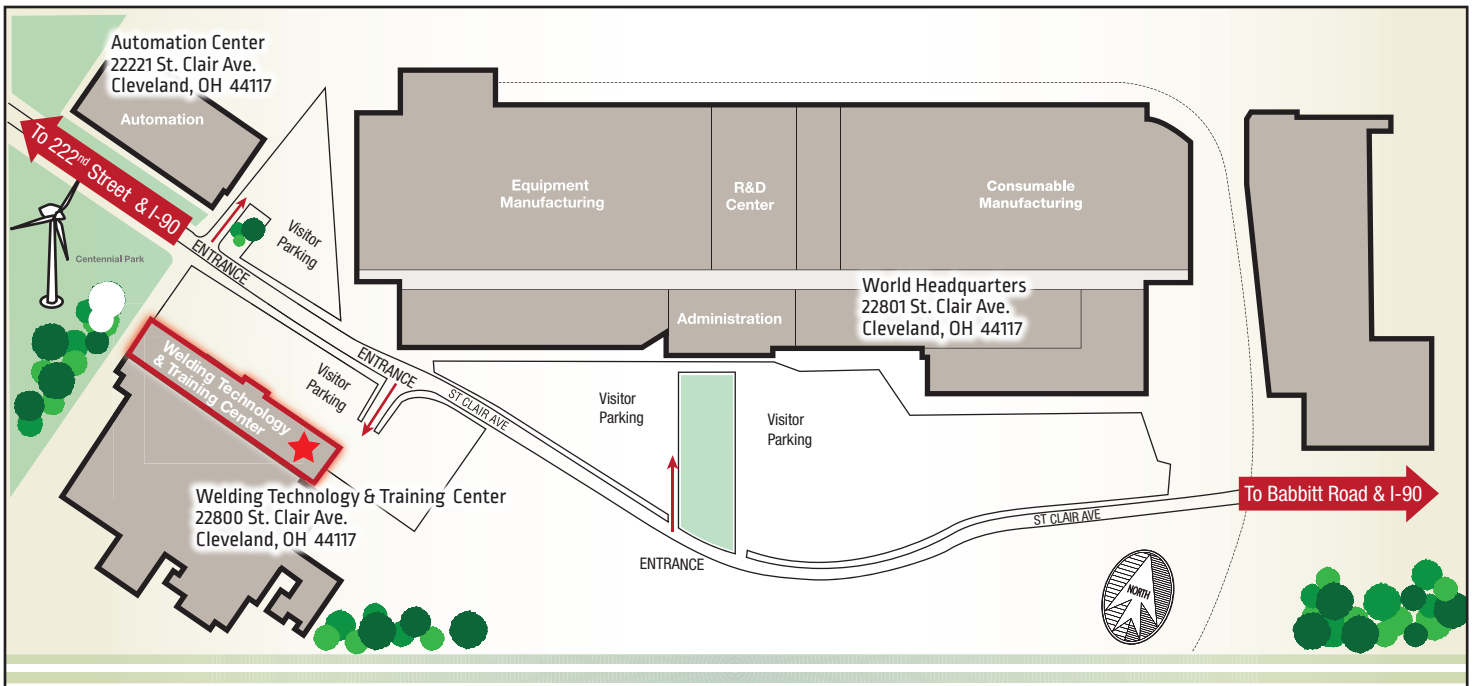 Automation Center
22221 St. Clair Ave.
Cleveland, OH 44117
Automation
To 222nd Street & I-90
Centennial Park
ENTRANCE
Visitor
Parking
Equipment
Manufacturing
R&D
Center
Consumable
Manufacturing
World Headquarters
22801 St. Clair Ave.
Cleveland, OH 44117
Administration
Welding Technology
& Training Center
Visitor
Parking
ENTRANCE
ST CLAIR AVE
Visitor
Parking
Visitor
Parking
Welding Technology & Training Center
22800 St. Clair Ave.
Cleveland, OH 44117
ENTRANCE
ST CLAIR AVE
To Babbitt Road & I-90
NORTH